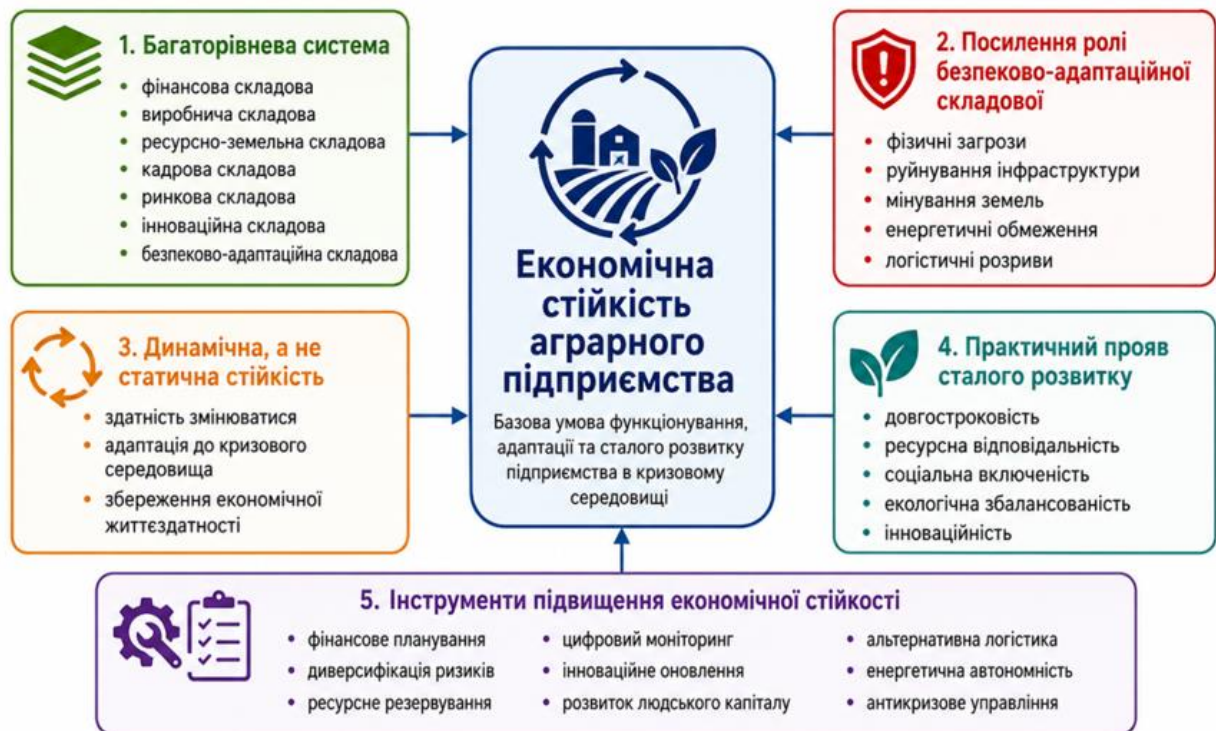 1. Багаторівнева система
• фінансова складова
• виробнича складова
• ресурсно-земельна складова
• кадрова складова
• ринкова складова
• інноваційна складова
• безпеково-адаптаційна складова
2. Посилення ролі
безпеково-адаптаційної
складової
• фізичні загрози
• руйнування інфраструктури
• мінування земель
• енергетичні обмеження
• логістичні розриви
Економічна
стійкість
аграрного
підприємства
Базова умова функціонування,
адаптації та сталого розвитку
підприємства в кризовому
середовищі
3. Динамічна, а не
статична стійкість
• здатність змінюватися
• адаптація до кризового
середовища
• збереження економічної
життєздатності
4. Практичний прояв
сталого розвитку
• довгостроковість
• ресурсна відповідальність
• соціальна включеність
• екологічна збалансованість
• інноваційність
5. Інструменти підвищення економічної стійкості
• фінансове планування
• диверсифікація ризиків
• ресурсне резервування
• цифровий моніторинг
• інноваційне оновлення
• розвиток людського капіталу
• альтернативна логістика
• енергетична автономність
• антикризове управління